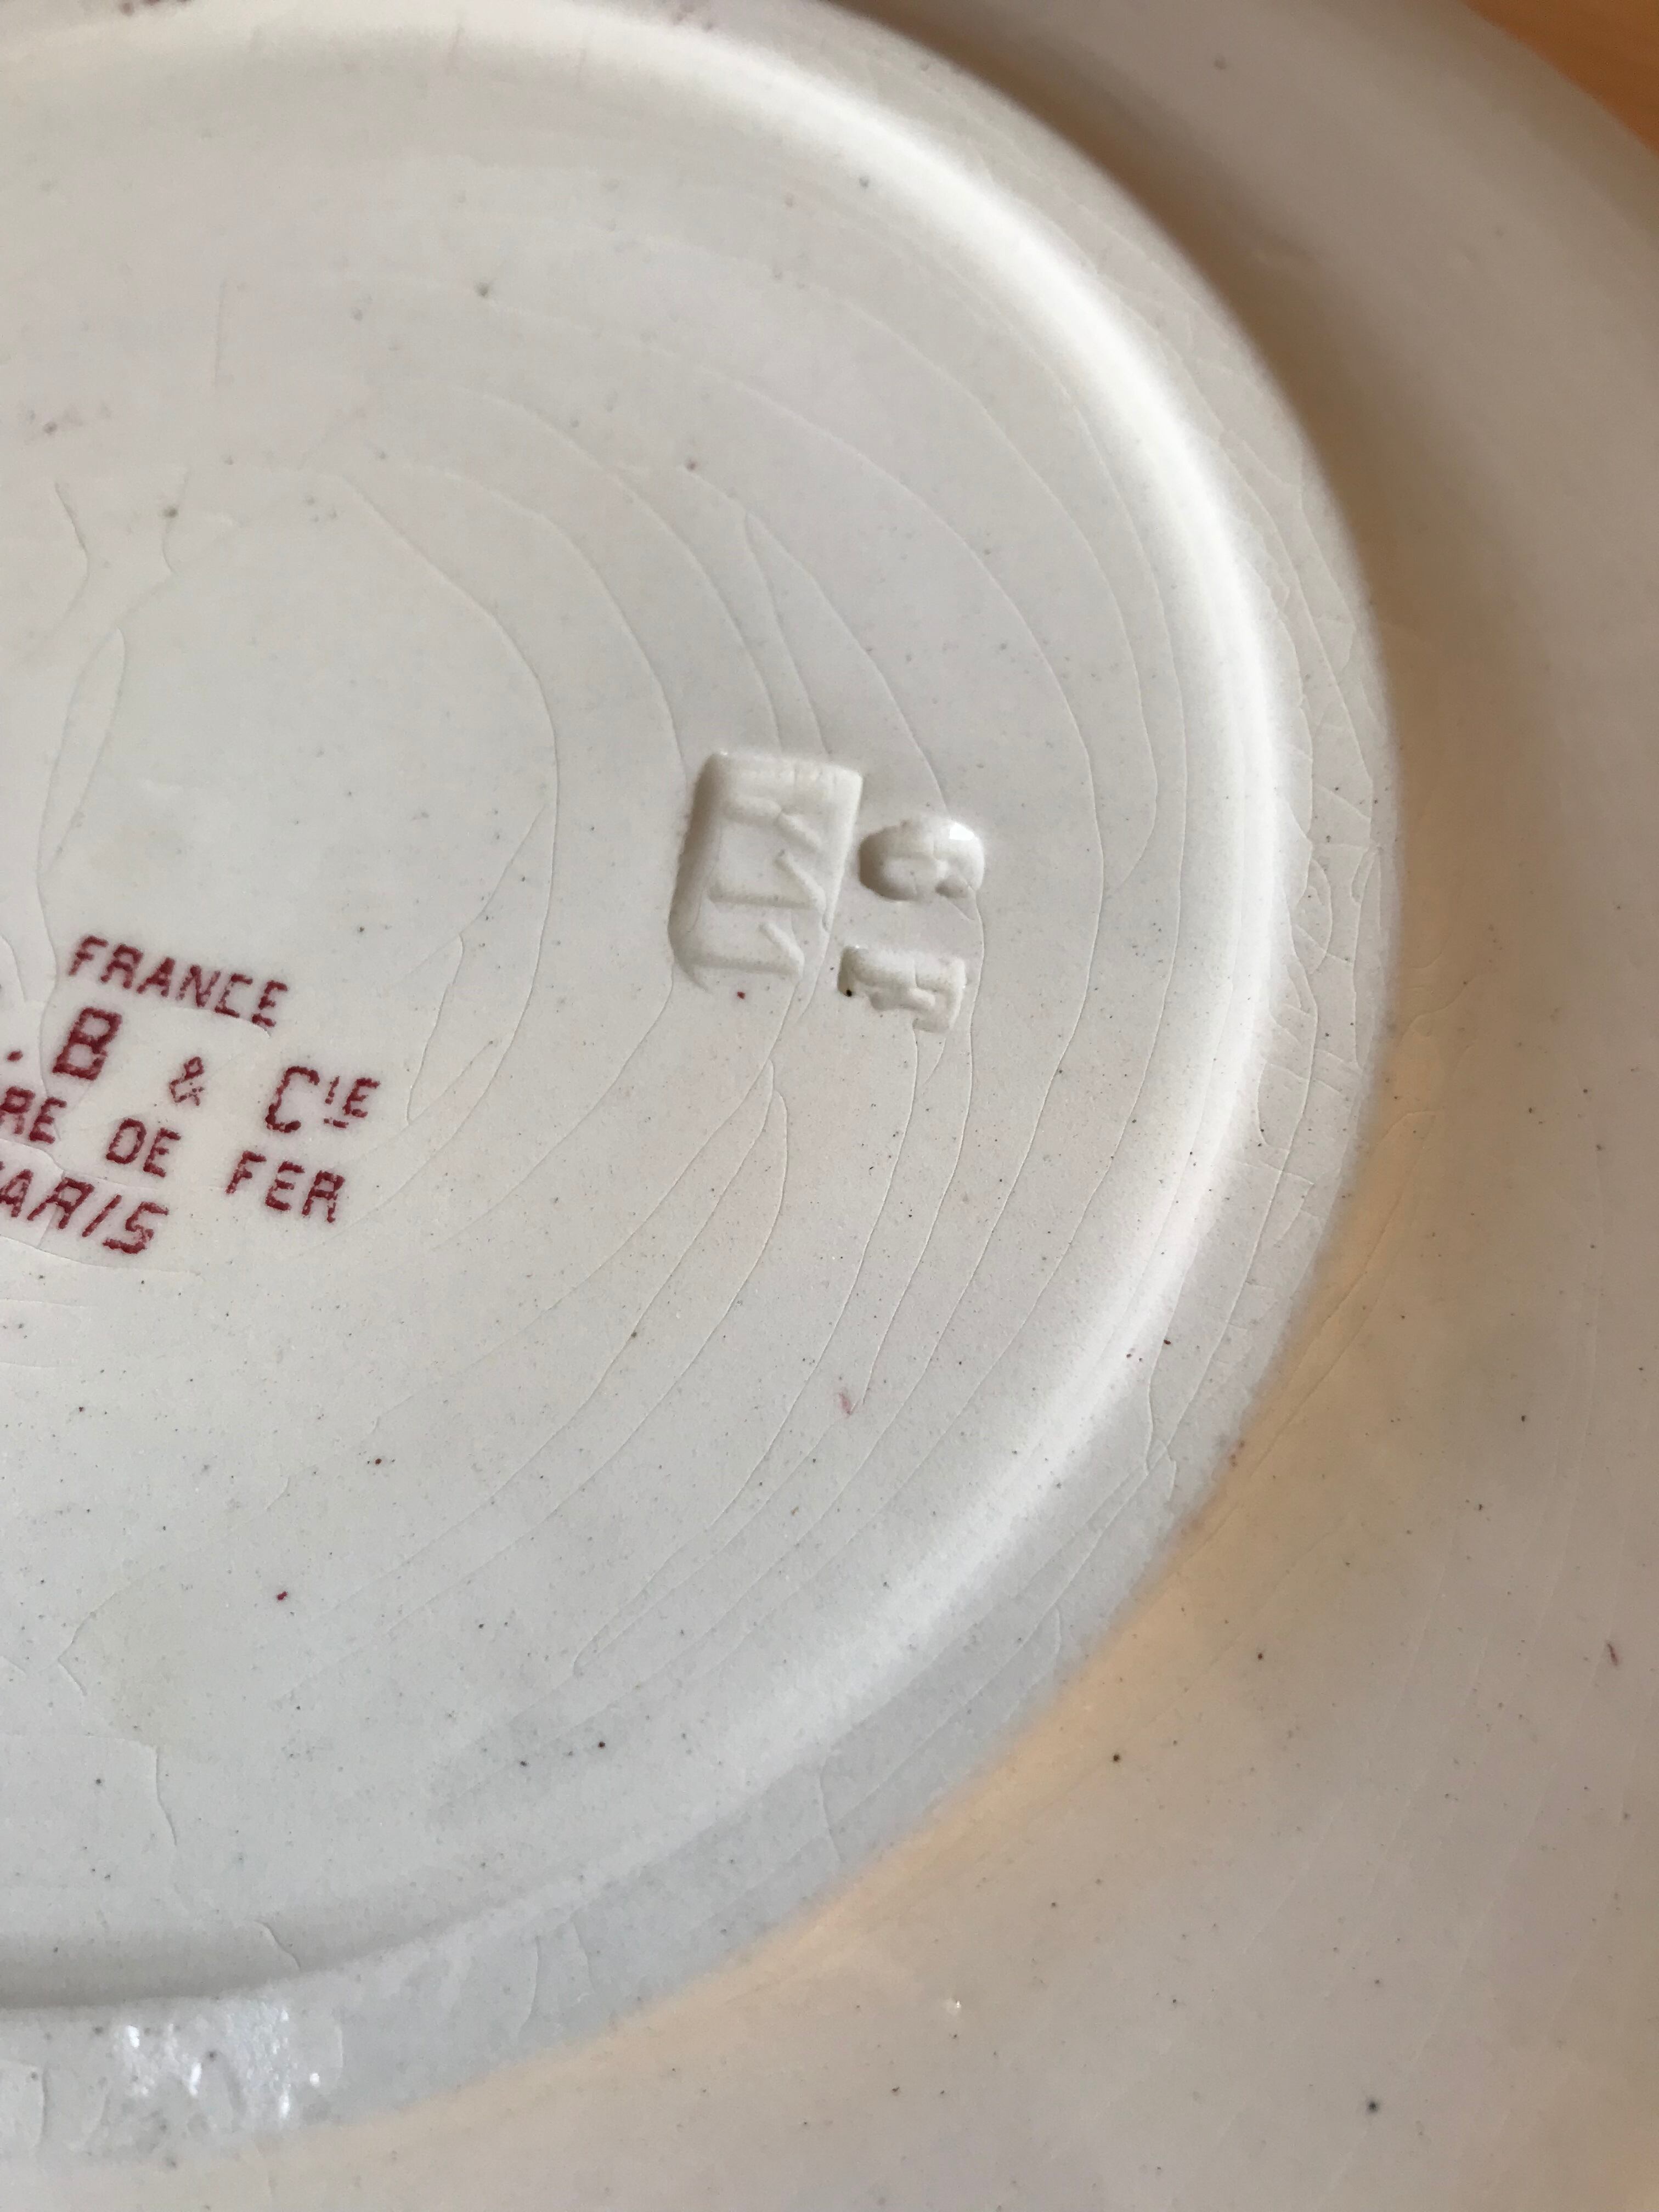 FRANCE
. B & CIE
RE DE FER
ARIS
G F